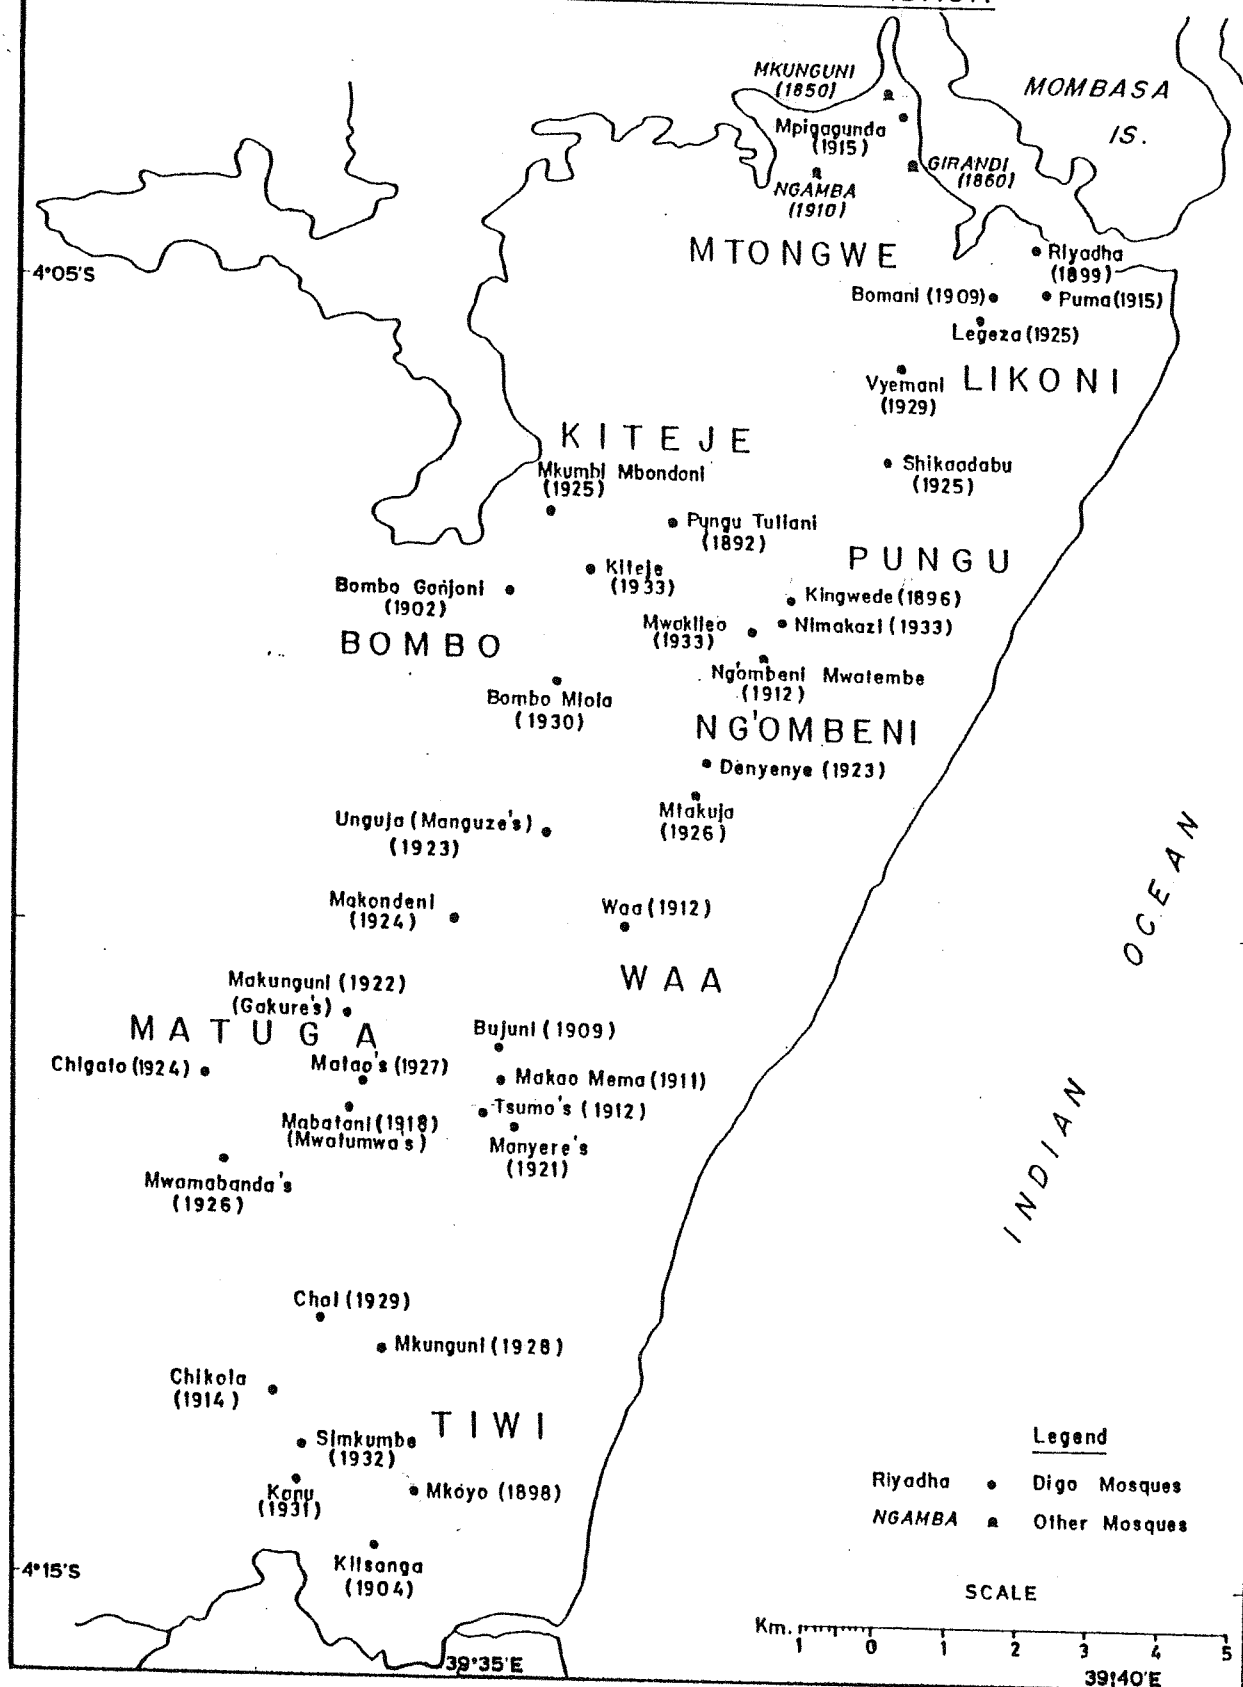 MKUNGUNI
(1850)
MOMBASA
IS.
Mpigagunda
(1915)
GIRANDI
(1860)
NGAMBA
(1910)
MTONGWE
Riyadha
(1899)
4°05'S
Bomani (1909)
Puma (1915)
Legeza (1925)
Vyemani
(1929)
LIKONI
KITEJE
Mkumbi Mbondoni
(1925)
Shikaadabu
(1925)
Pungu Tuliani
(1892)
PUNGU
Kiteje
(1933)
Bombo Gonjoni
(1902)
Kingwede (1896)
Mwakileo
(1933)
Nimakazi (1933)
BOMBO
Ng'ombeni Mwatembe
(1912)
Bombo Mlola
(1930)
NG'OMBENI
Denyenye (1923)
Mtakuja
(1926)
Unguja (Manguze's)
(1923)
Makondeni
(1924)
Waa (1912)
WAA
Makunguni (1922)
(Gakure's)
MATUGA
Bujuni (1909)
Chigato (1924)
Matao's (1927)
Makao Mema (1911)
Tsumo's (1912)
Mabatani (1918)
(Mwatumwa's)
Manyere's
(1921)
Mwamabanda's
(1926)
INDIAN OCEAN
Chai (1929)
Mkunguni (1928)
Chikola
(1914)
TIWI
Simkumbe
(1932)
Kanu
(1931)
Mkoyo (1898)
Kitsanga
(1904)
4°15'S
Legend
Riyadha Digo Mosques
NGAMBA Other Mosques
SCALE
Km. 1 0 1 2 3 4 5
39°35'E
39°40'E